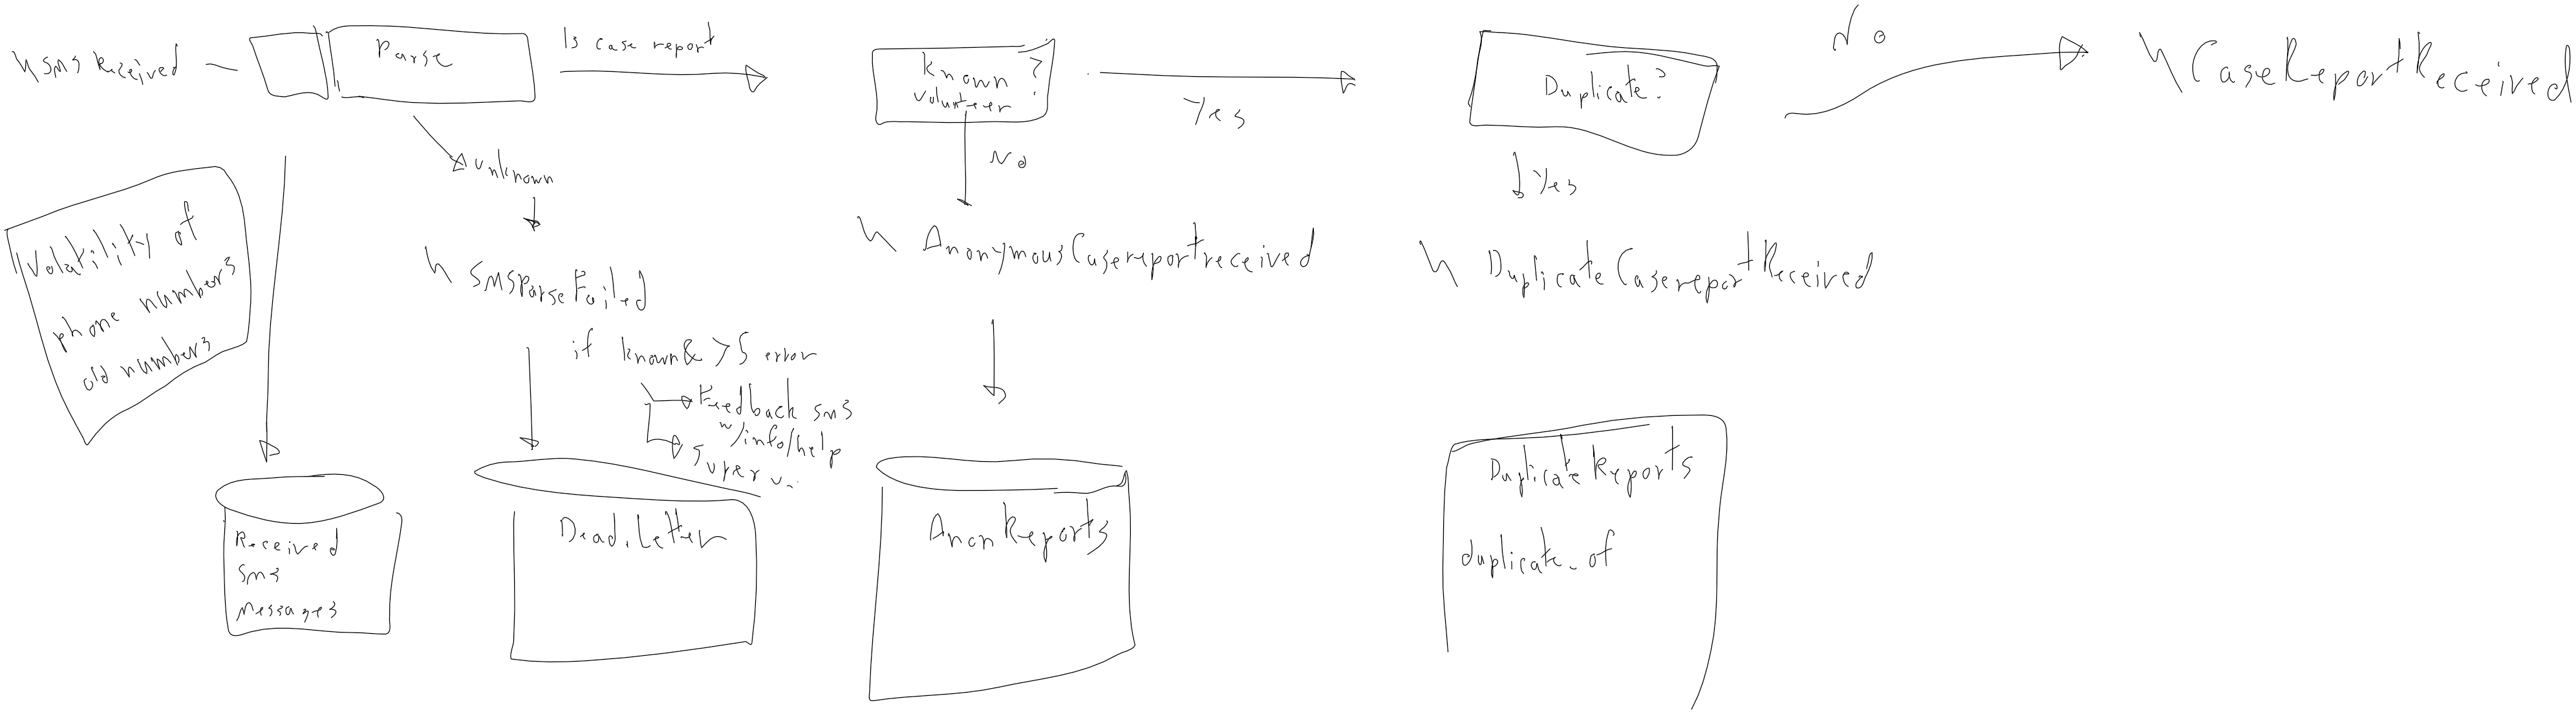 SMS Received
Parse
Is case report
Known ?
volunteer
Yes
Duplicate?
No
CaseReportReceived
unknown
No
Yes
Volatility of
phone numbers
old numbers
SMSParseFailed
AnonymousCasereportreceived
DuplicateCasereportReceived
if known & >5 error
Feedback sms
w/info/help
Superv.
Received
SMS
Messages
Dead.Letter
AnonReports
DuplicateReports
duplicate_of